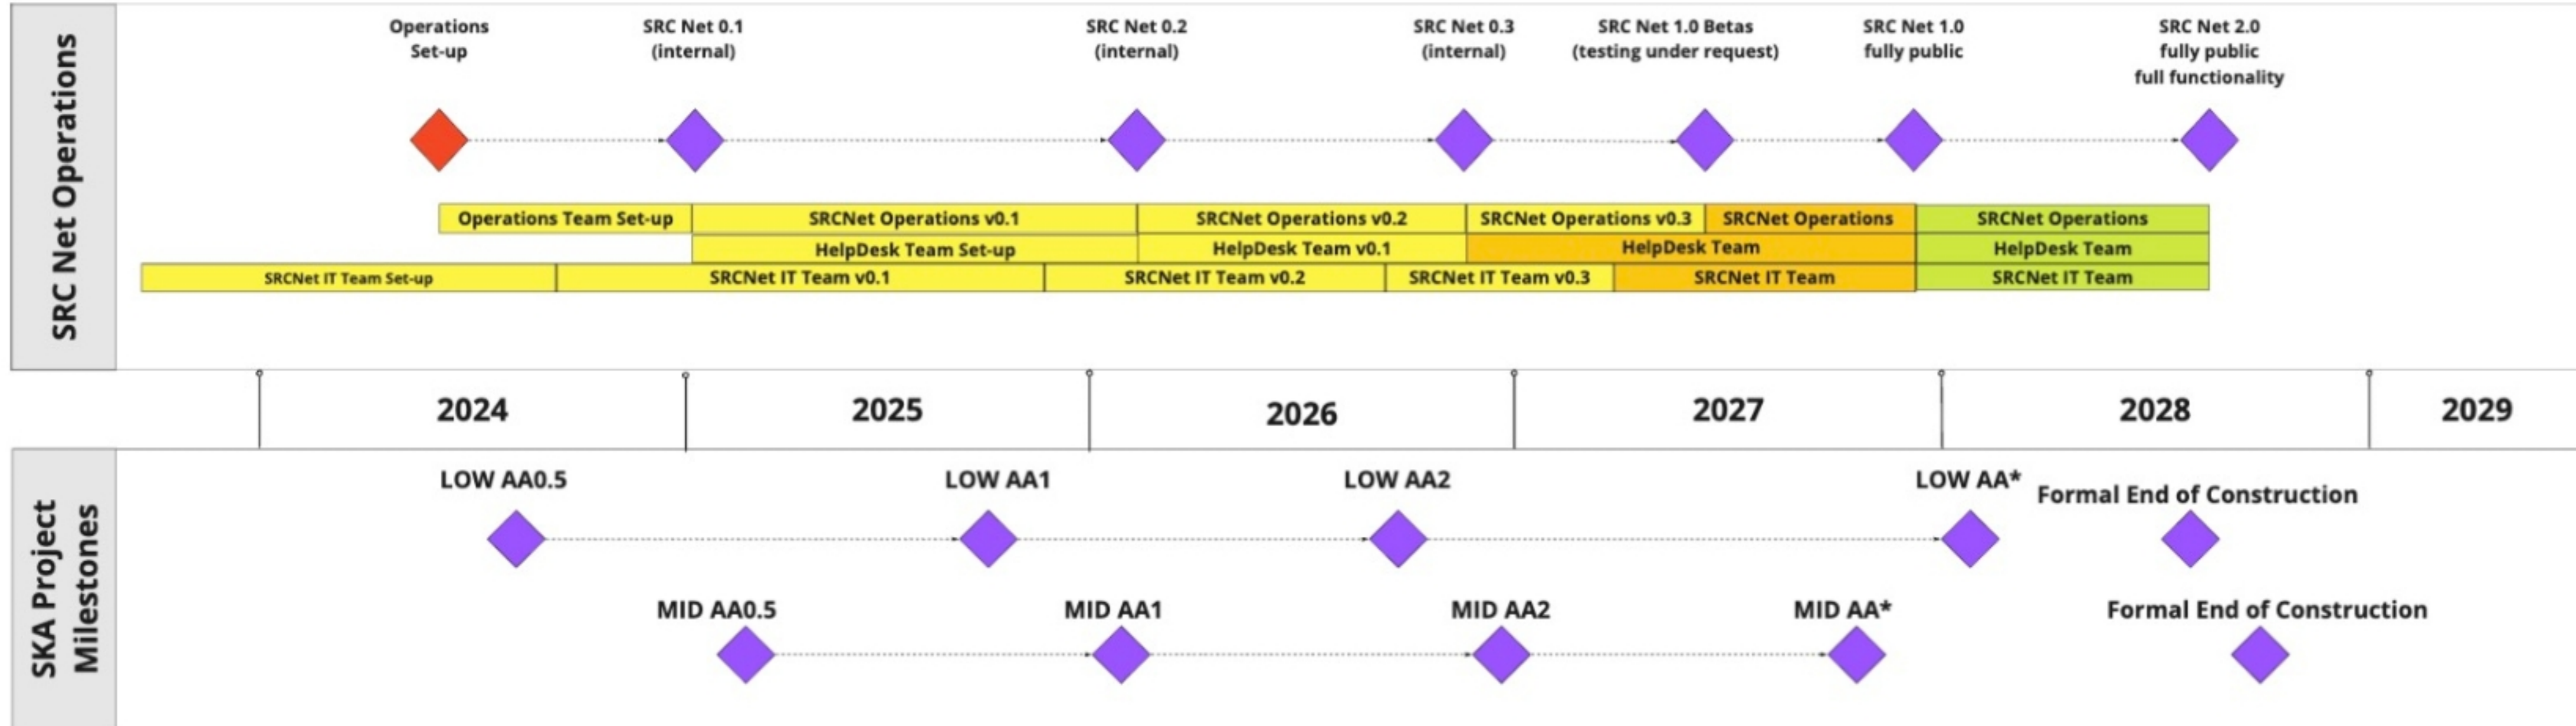 SRC Net Operations
Operations
Set-up
SRC Net 0.1
(internal)
SRC Net 0.2
(internal)
SRC Net 0.3
(internal)
SRC Net 1.0 Betas
(testing under request)
SRC Net 1.0
fully public
SRC Net 2.0
fully public
full functionality
Operations Team Set-up
SRCNet Operations v0.1
SRCNet Operations v0.2
SRCNet Operations v0.3
SRCNet Operations
SRCNet Operations
HelpDesk Team Set-up
HelpDesk Team v0.1
HelpDesk Team
HelpDesk Team
SRCNet IT Team Set-up
SRCNet IT Team v0.1
SRCNet IT Team v0.2
SRCNet IT Team v0.3
SRCNet IT Team
SRCNet IT Team
2024
2025
2026
2027
2028
2029
SKA Project
Milestones
LOW AA0.5
LOW AA1
LOW AA2
LOW AA*
Formal End of Construction
MID AA0.5
MID AA1
MID AA2
MID AA*
Formal End of Construction